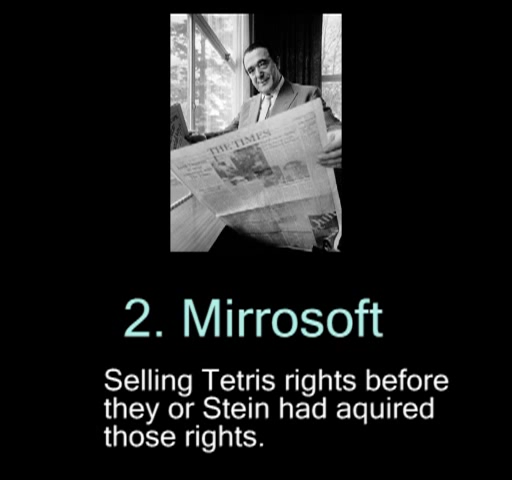 THE TIMES
2. Mirrosoft
Selling Tetris rights before
they or Stein had aquired
those rights.